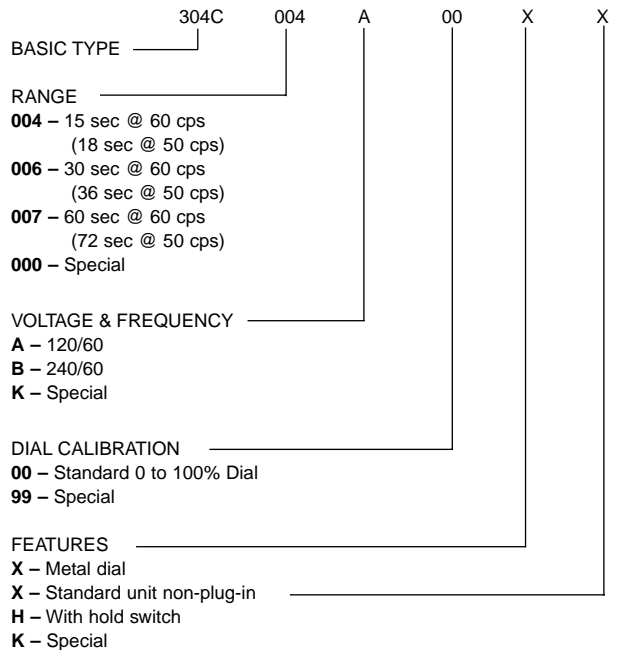 304C 004 A 00 X X
BASIC TYPE
RANGE
004 – 15 sec @ 60 cps
(18 sec @ 50 cps)
006 – 30 sec @ 60 cps
(36 sec @ 50 cps)
007 – 60 sec @ 60 cps
(72 sec @ 50 cps)
000 – Special
VOLTAGE & FREQUENCY
A – 120/60
B – 240/60
K – Special
DIAL CALIBRATION
00 – Standard 0 to 100% Dial
99 – Special
FEATURES
X – Metal dial
X – Standard unit non-plug-in
H – With hold switch
K – Special